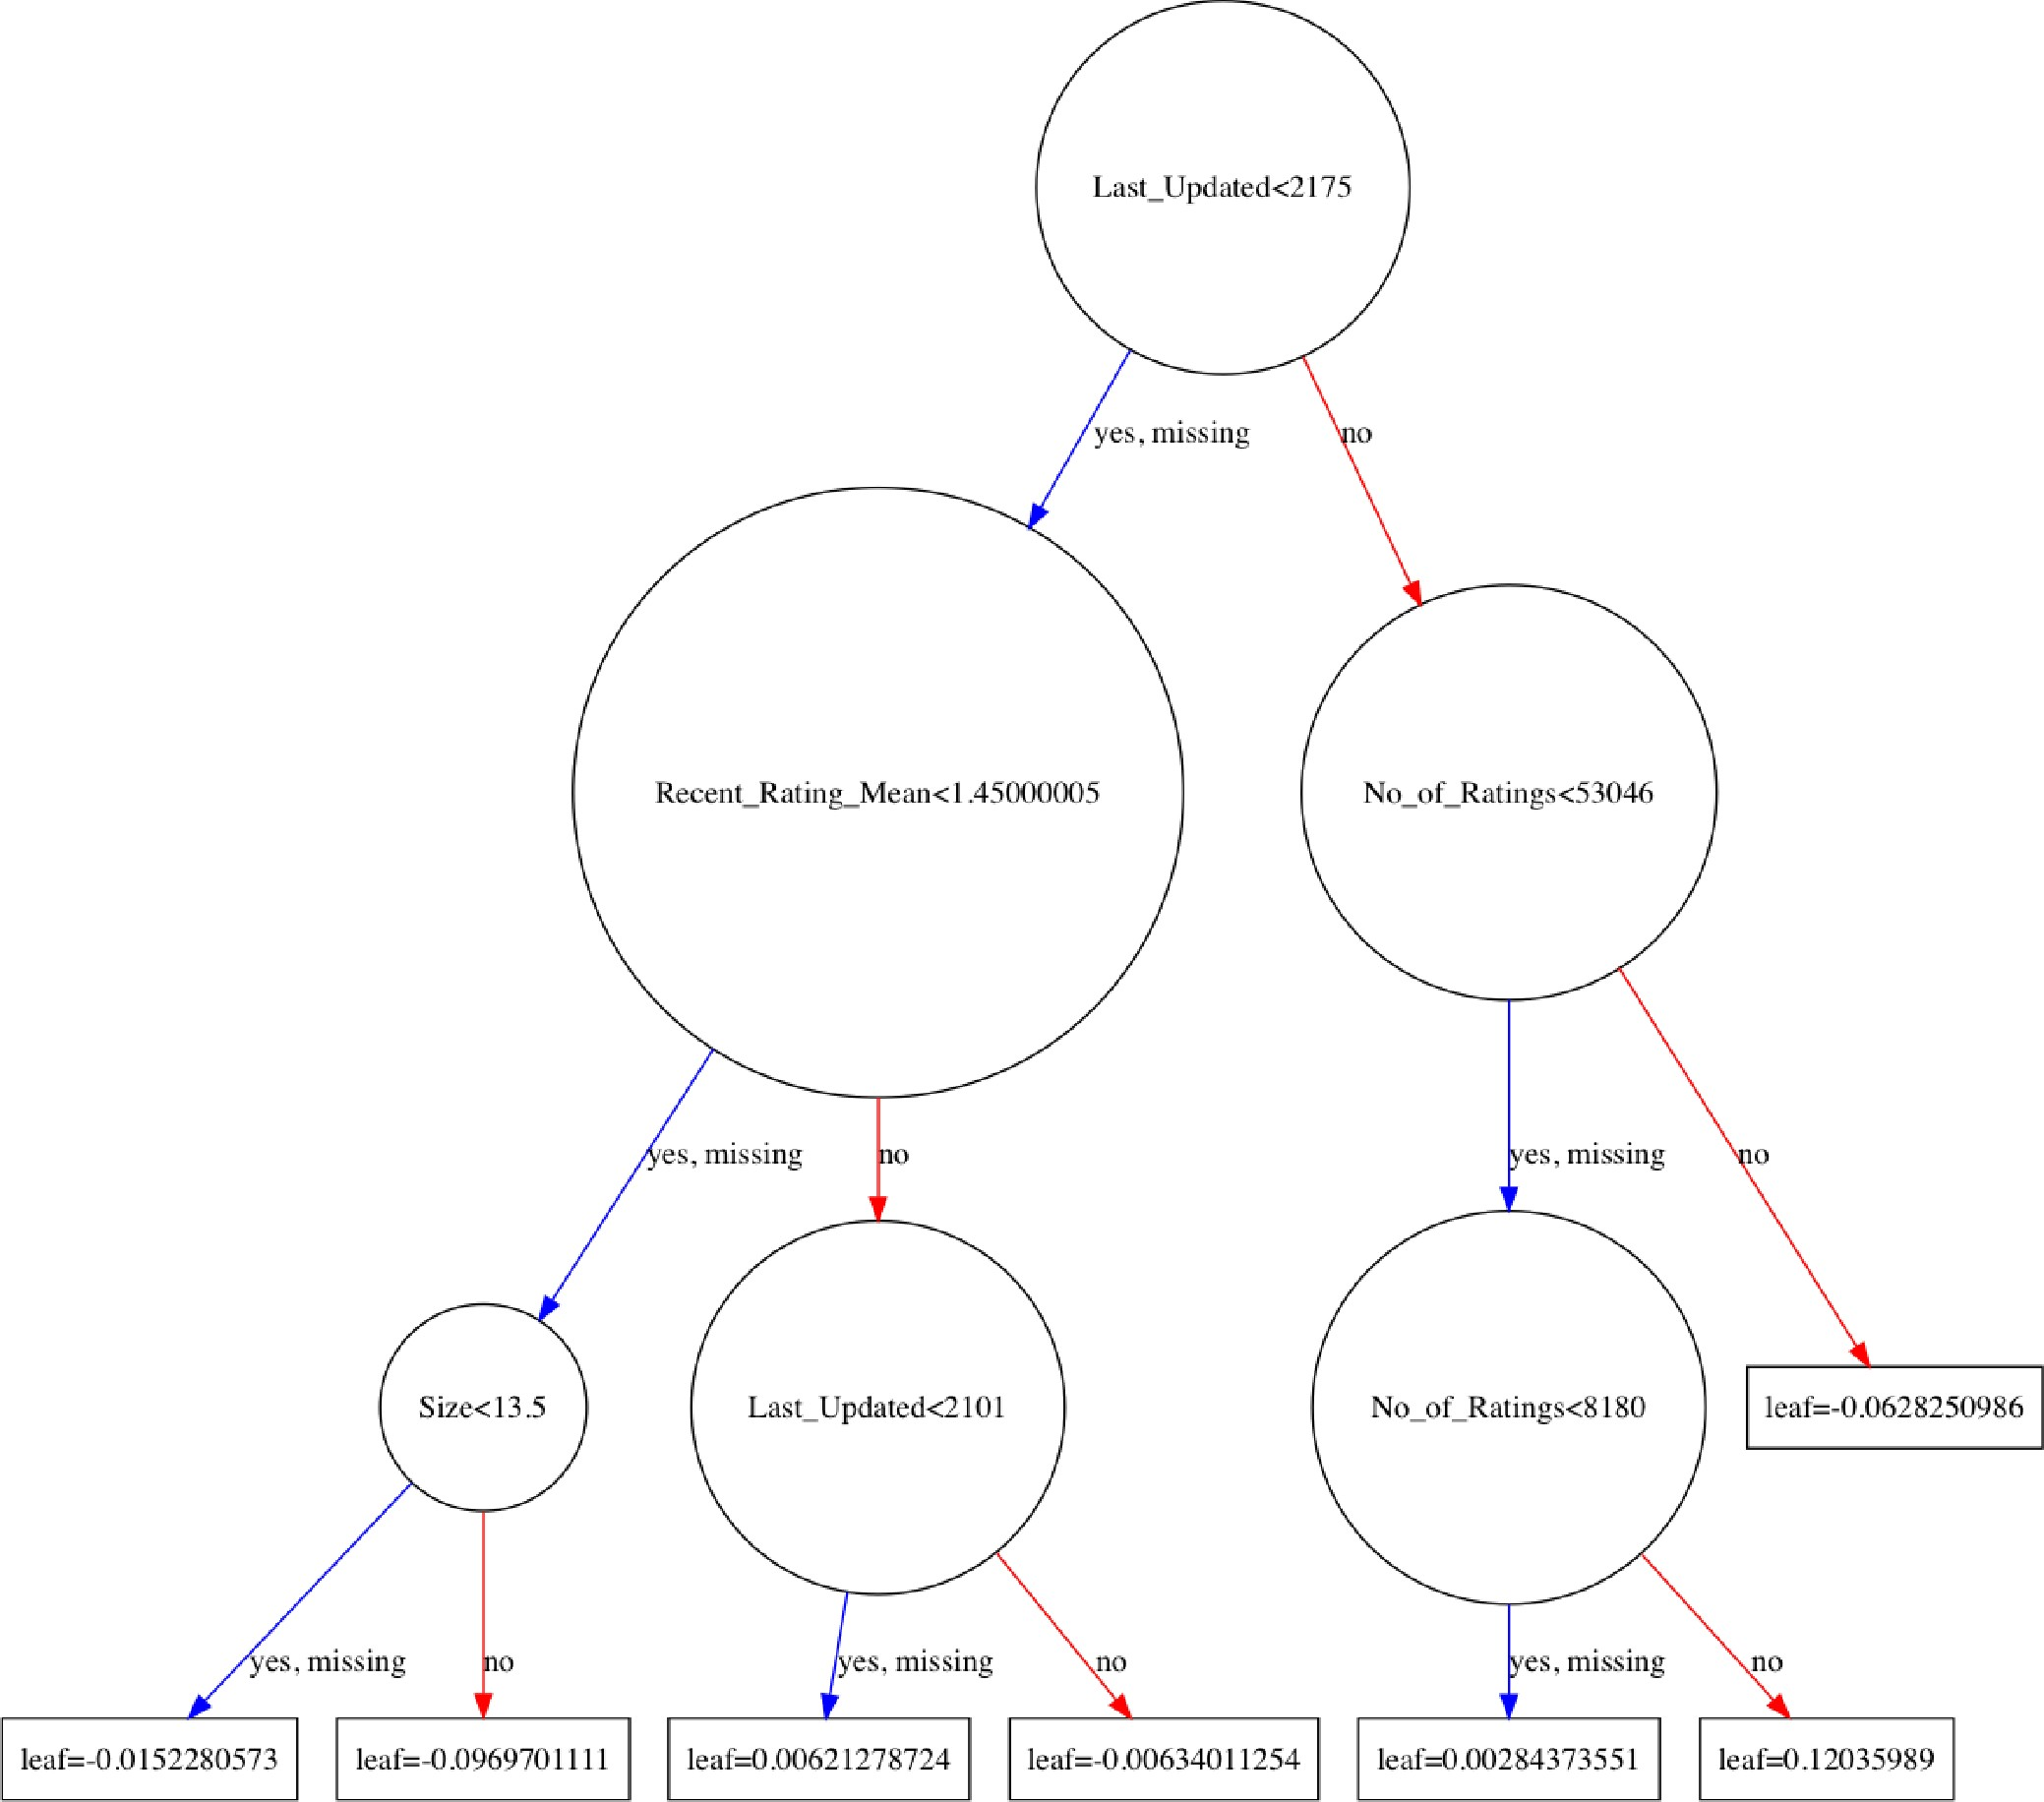 Last_Updated<2175
yes, missing
no
Recent_Rating_Mean<1.45000005
No_of_Ratings<53046
yes, missing
no
yes, missing
no
Size<13.5
Last_Updated<2101
No_of_Ratings<8180
leaf=-0.0628250986
yes, missing
no
yes, missing
no
yes, missing
no
leaf=-0.0152280573
leaf=-0.0969701111
leaf=0.00621278724
leaf=-0.00634011254
leaf=0.00284373551
leaf=0.12035989